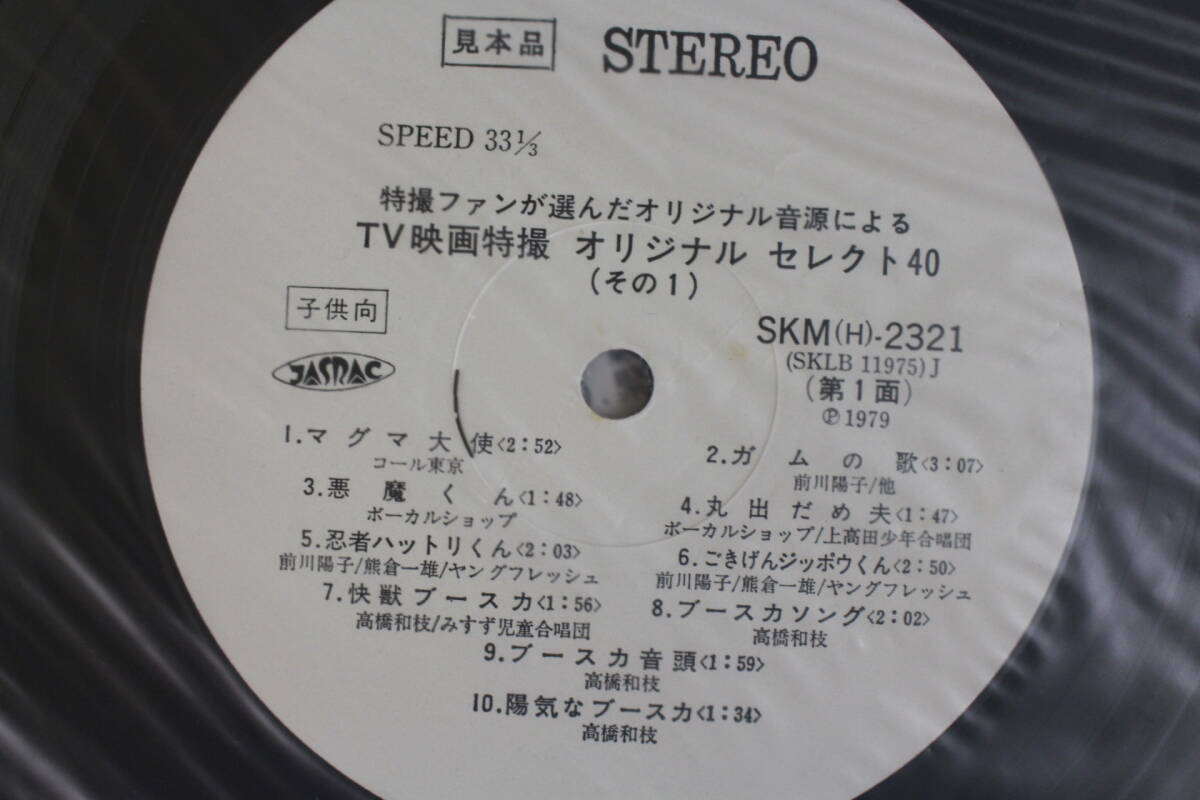 見本品 STEREO
SPEED 33⅓
特撮ファンが選んだオリジナル音源による
TV映画特撮 オリジナル セレクト40
(その1)
子供向
SKM(H)-2321
(SKLB 11975)J
JASRAC
(第1面)
Ⓟ1979
1.マグマ大使〈2:52〉
コール東京
2.ガムの歌〈3:07〉
前川陽子/他
3.悪魔くん〈1:48〉
ボーカルショップ
4.丸出だめ夫〈1:47〉
ボーカルショップ/上高田少年合唱団
5.忍者ハットリくん〈2:03〉
前川陽子/熊倉一雄/ヤングフレッシュ
6.ごきげんジッポウくん〈2:50〉
前川陽子/熊倉一雄/ヤングフレッシュ
7.快獣ブースカ〈1:56〉
高橋和枝/みすず児童合唱団
8.ブースカソング〈2:02〉
高橋和枝
9.ブースカ音頭〈1:59〉
高橋和枝
10.陽気なブースカ〈1:34〉
高橋和枝